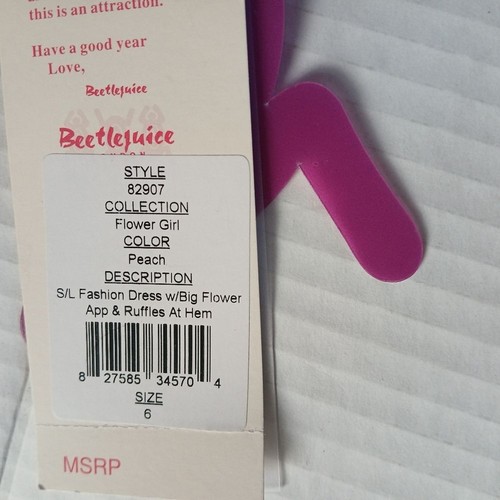 this is an attraction.
Have a good year
Love,
Beetlejuice
Beetlejuice
STYLE
82907
COLLECTION
Flower Girl
COLOR
Peach
DESCRIPTION
S/L Fashion Dress w/Big Flower
App & Ruffles At Hem
8 27585 34570 4
SIZE
6
MSRP